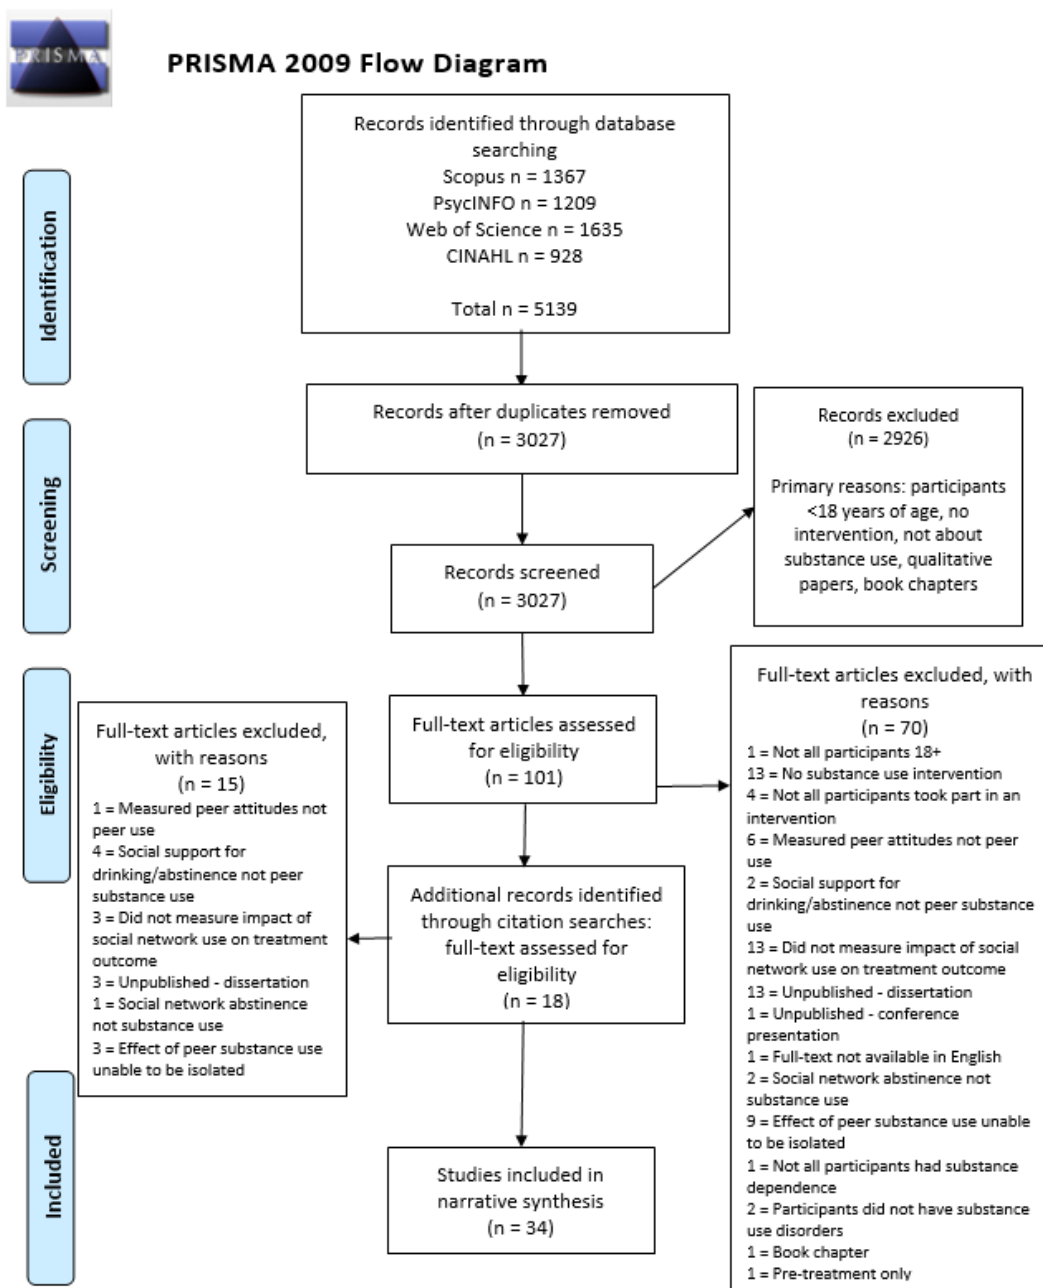 PRISMA
PRISMA 2009 Flow Diagram
Identification
Records identified through database
searching
Scopus n = 1367
PsycINFO n = 1209
Web of Science n = 1635
CINAHL n = 928
Total n = 5139
Screening
Records after duplicates removed
(n = 3027)
Records excluded
(n = 2926)
Primary reasons: participants
<18 years of age, no
intervention, not about
substance use, qualitative
papers, book chapters
Records screened
(n = 3027)
Eligibility
Full-text articles assessed
for eligibility
(n = 101)
Full-text articles excluded, with
reasons
(n = 70)
1 = Not all participants 18+
13 = No substance use intervention
4 = Not all participants took part in an
intervention
6 = Measured peer attitudes not peer
use
2 = Social support for
drinking/abstinence not peer substance
use
13 = Did not measure impact of social
network use on treatment outcome
13 = Unpublished - dissertation
1 = Unpublished - conference
presentation
1 = Full-text not available in English
2 = Social network abstinence not
substance use
9 = Effect of peer substance use unable
to be isolated
1 = Not all participants had substance
dependence
2 = Participants did not have substance
use disorders
1 = Book chapter
1 = Pre-treatment only
Full-text articles excluded,
with reasons
(n = 15)
1 = Measured peer attitudes not
peer use
4 = Social support for
drinking/abstinence not peer
substance use
3 = Did not measure impact of
social network use on treatment
outcome
3 = Unpublished - dissertation
1 = Social network abstinence
not substance use
3 = Effect of peer substance use
unable to be isolated
Additional records identified
through citation searches:
full-text assessed for
eligibility
(n = 18)
Included
Studies included in
narrative synthesis
(n = 34)